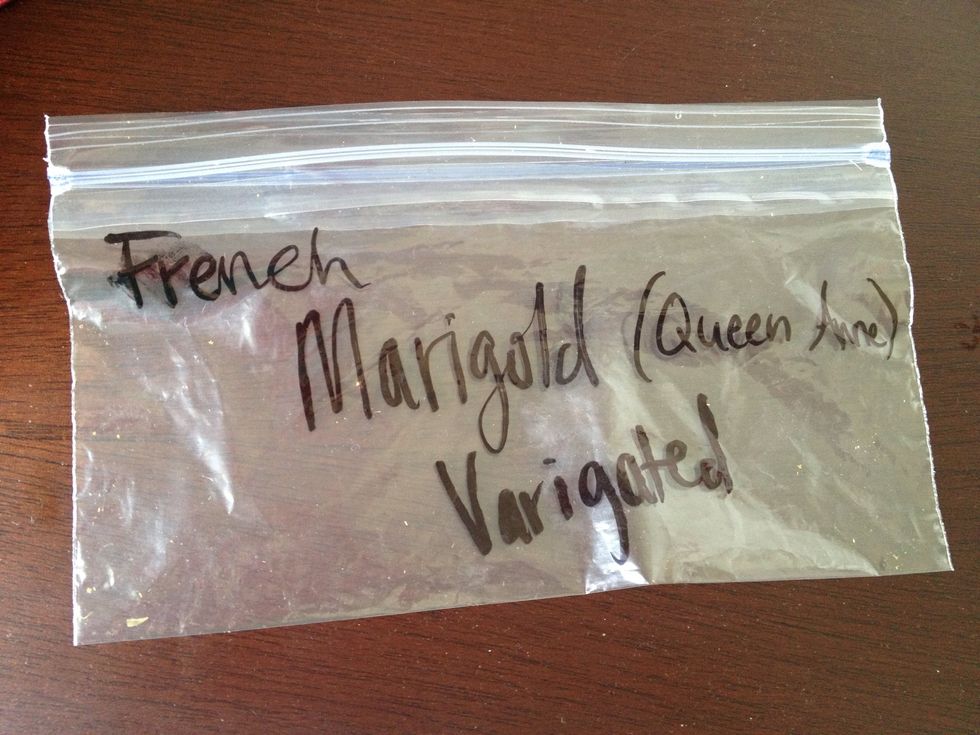 French
Marigold (Queen Anne)
Varigated